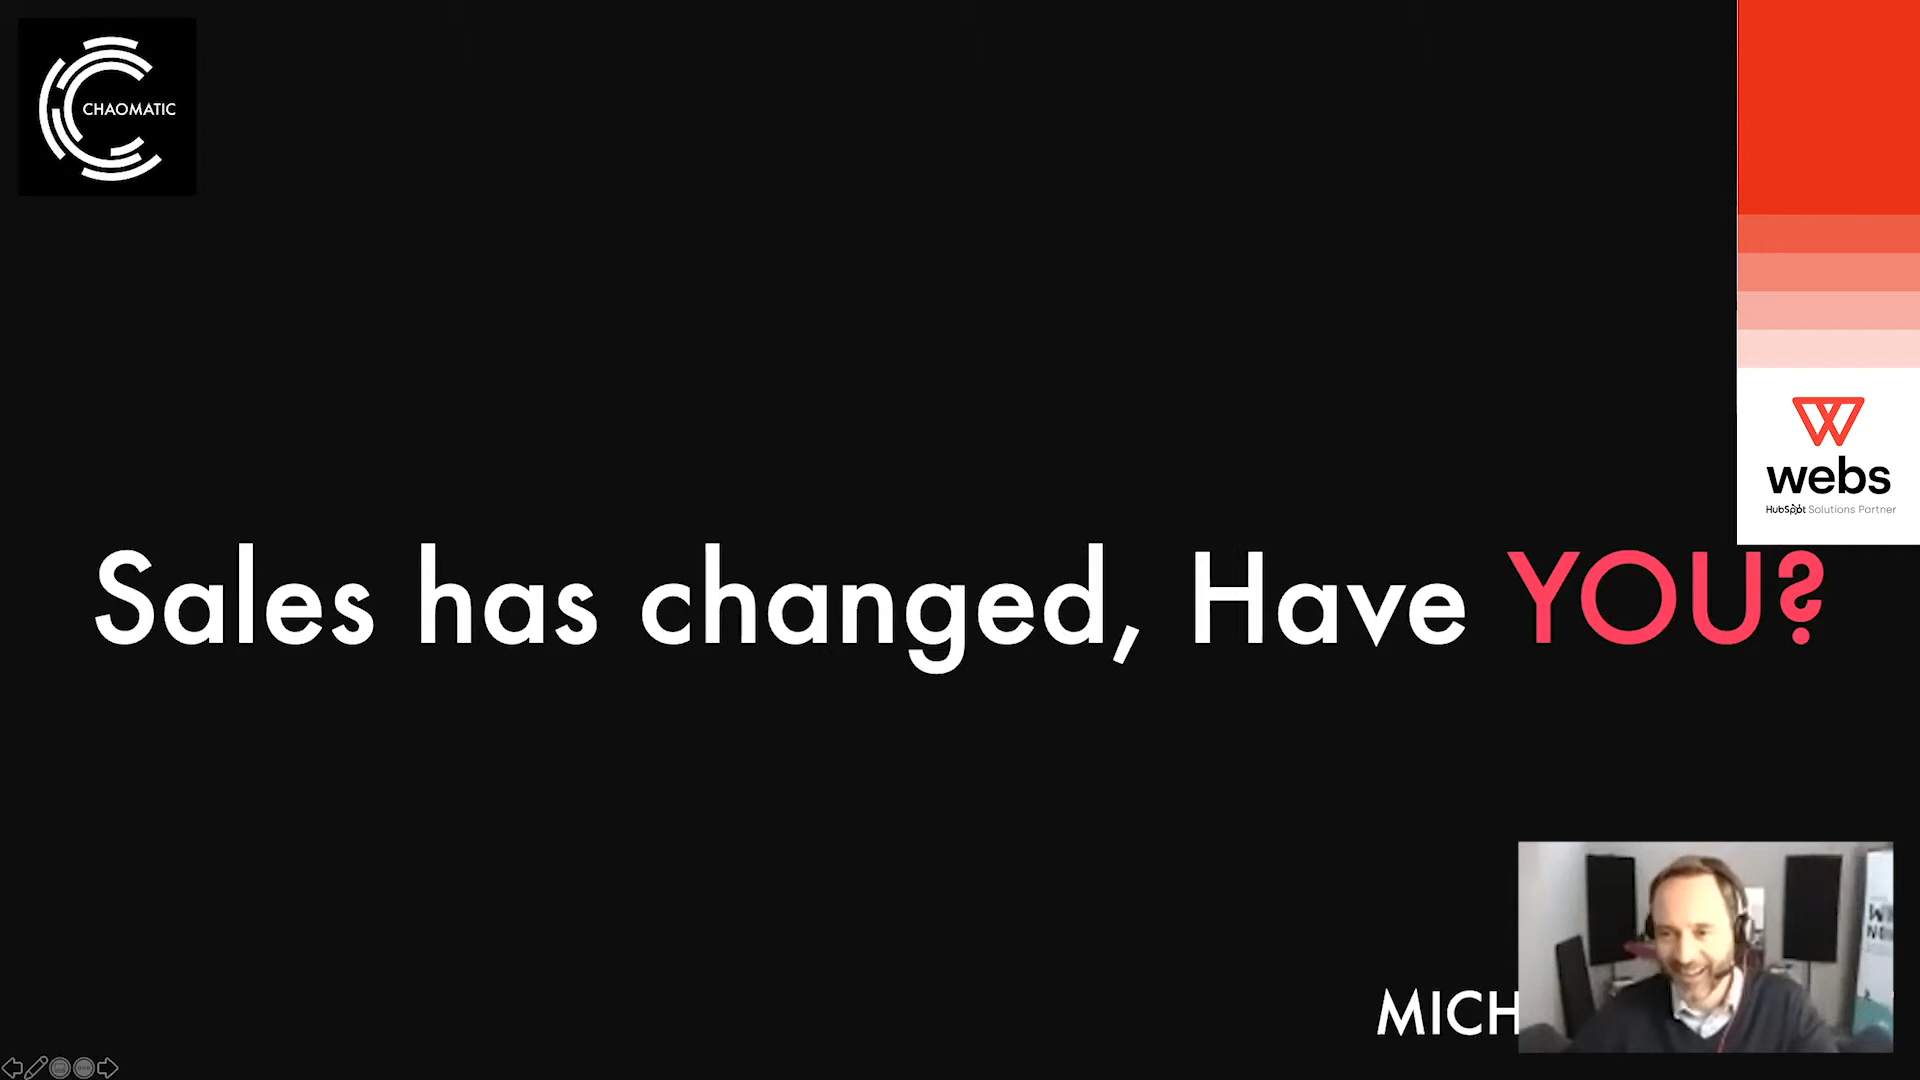 CHAOMATIC
webs
HubSpot Solutions Partner
Sales has changed, Have YOU?
MICH